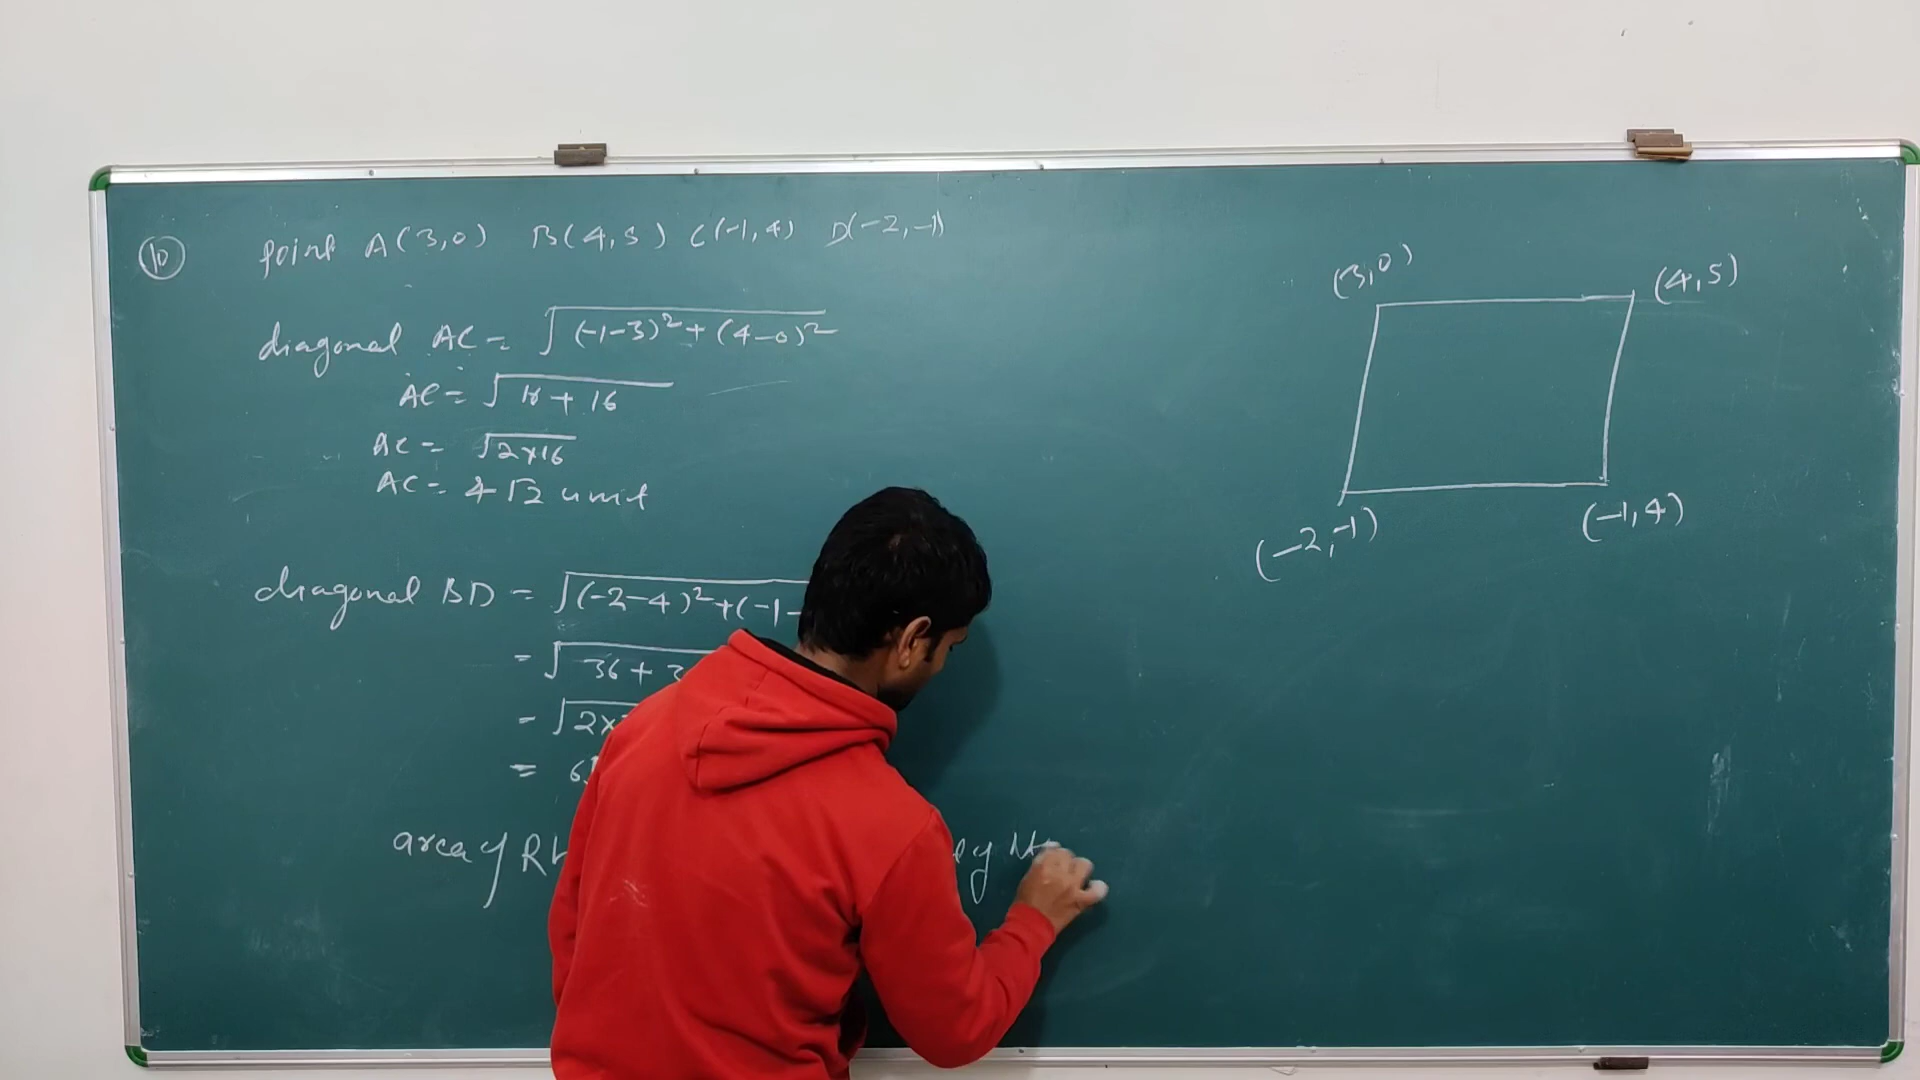 10 point A(3,0) B(4,5) C(-1,4) D(-2,-1)
diagonal AC = √(-1-3)²+(4-0)²
AC = √16+16
AC = √2×16
AC = 4√2 unit
diagonal BD = √(-2-4)²+(-1-
= √36+3
= √2×
= 6√
area of Rh
(3,0)
(4,5)
(-2,-1)
(-1,4)